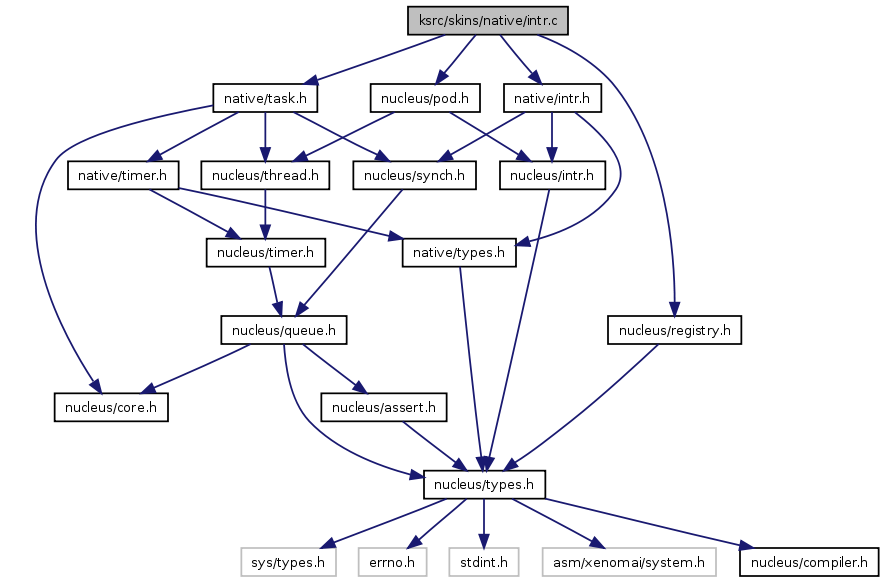 ksrc/skins/native/intr.c
native/task.h
nucleus/pod.h
native/intr.h
native/timer.h
nucleus/thread.h
nucleus/synch.h
nucleus/intr.h
nucleus/timer.h
native/types.h
nucleus/queue.h
nucleus/registry.h
nucleus/core.h
nucleus/assert.h
nucleus/types.h
sys/types.h
errno.h
stdint.h
asm/xenomai/system.h
nucleus/compiler.h